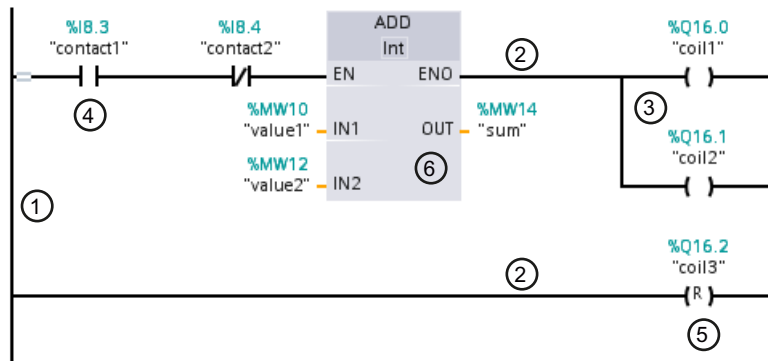 %I8.3
"contact1"
%I8.4
"contact2"
ADD
Int
EN ENO
%MW10
"value1"
IN1
OUT
%MW14
"sum"
%MW12
"value2"
IN2
%Q16.0
"coil1"
%Q16.1
"coil2"
%Q16.2
"coil3"
R
1
2
3
4
6
2
5